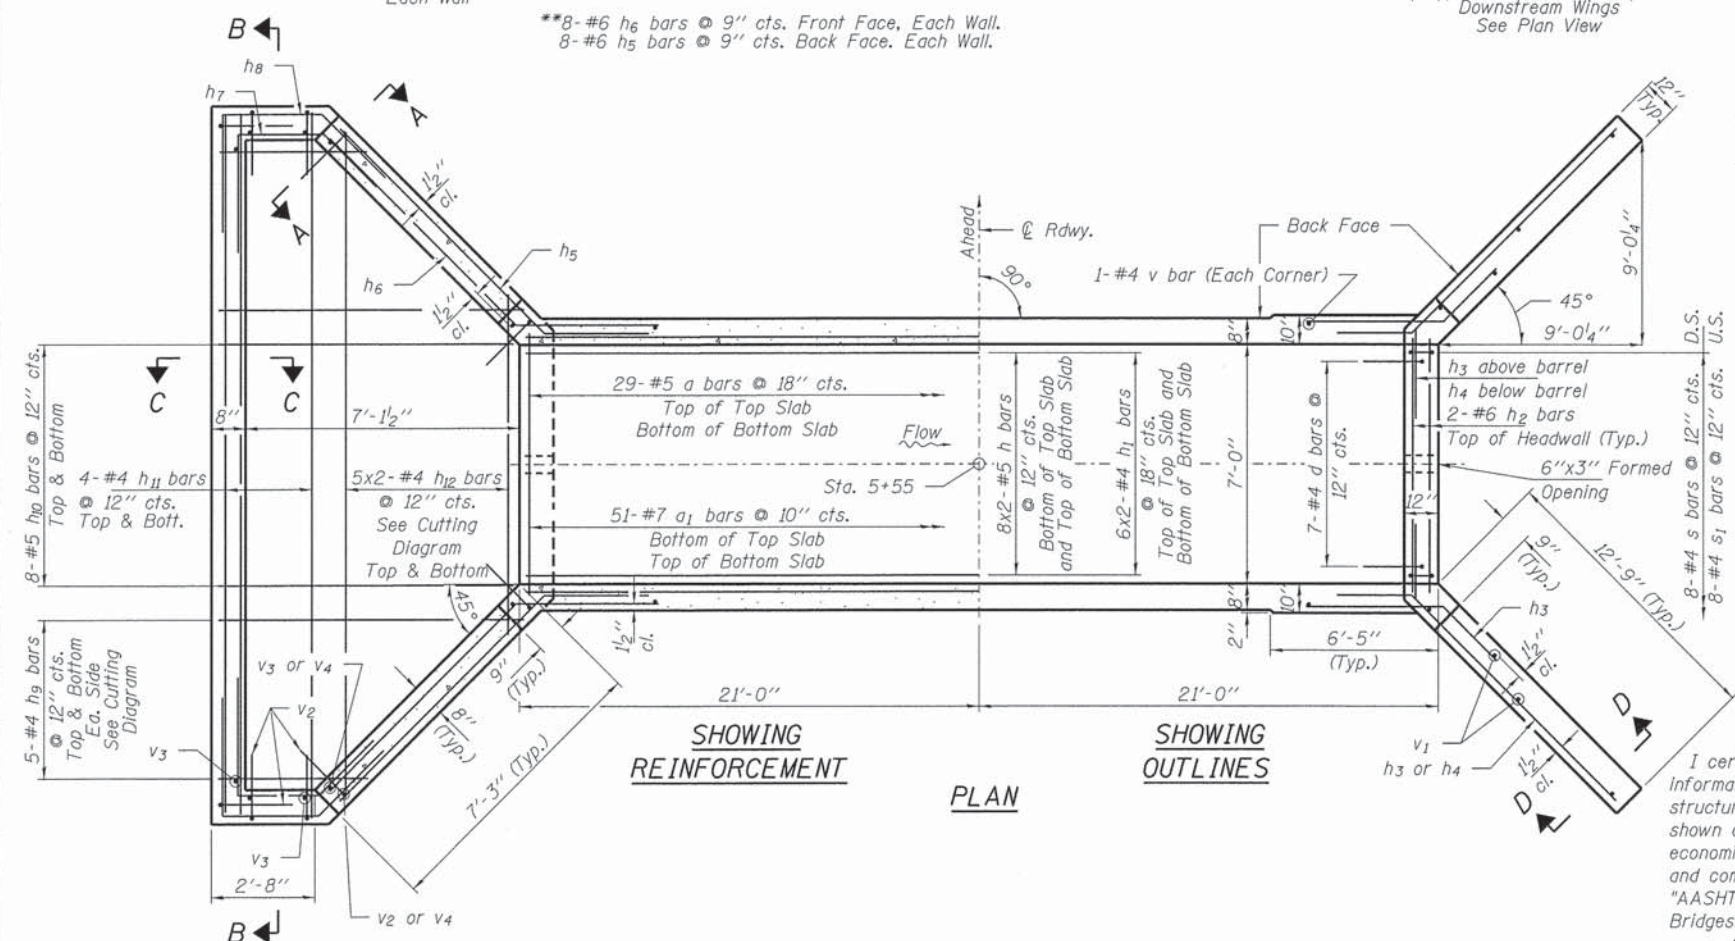 Each Wall
**8-#6 h6 bars @ 9" cts. Front Face, Each Wall.
8-#6 h5 bars @ 9" cts. Back Face. Each Wall.
Downstream Wings
See Plan View
B
h8
h7
A
A
1½"
cl.
h5
h6
1½"
cl.
Ahead
℄ Rdwy.
90°
Back Face
1-#4 v bar (Each Corner)
12"
(Typ.)
9'-0¼"
45°
9'-0¼"
8"
10"
C
C
8"
7'-1½"
8-#5 h10 bars @ 12" cts.
Top & Bottom
4-#4 h11 bars
@ 12" cts.
Top & Bott.
5x2-#4 h12 bars
@ 12" cts.
See Cutting
Diagram
Top & Bottom
29-#5 a bars @ 18" cts.
Top of Top Slab
Bottom of Bottom Slab
Flow
Sta. 5+55
51-#7 a1 bars @ 10" cts.
Bottom of Top Slab
Top of Bottom Slab
8x2-#5 h bars
@ 12" cts.
Bottom of Top Slab
and Top of Bottom Slab
6x2-#4 h1 bars
@ 18" cts.
Top of Top Slab and
Bottom of Bottom Slab
7'-0"
7-#4 d bars @
12" cts.
h3 above barrel
h4 below barrel
2-#6 h2 bars
Top of Headwall (Typ.)
6"x3" Formed
Opening
12"
8-#4 s bars @ 12" cts. D.S.
8-#4 s1 bars @ 12" cts. U.S.
9"
(Typ.)
12'-9" (Typ.)
h3
1½"
cl.
8"
10"
2"
6'-5"
(Typ.)
45°
1½"
cl.
5-#4 h9 bars
@ 12" cts.
Top & Bottom
Ea. Side
See Cutting
Diagram
v3 or v4
v2
v3
9"
(Typ.)
8"
(Typ.)
7'-3" (Typ.)
21'-0"
21'-0"
SHOWING
REINFORCEMENT
SHOWING
OUTLINES
PLAN
v1
h3 or h4
1½"
cl.
D
D
v3
2'-8"
v2 or v4
B
I cer
informa
structur
shown o
economi
and con
"AASHT
Bridges